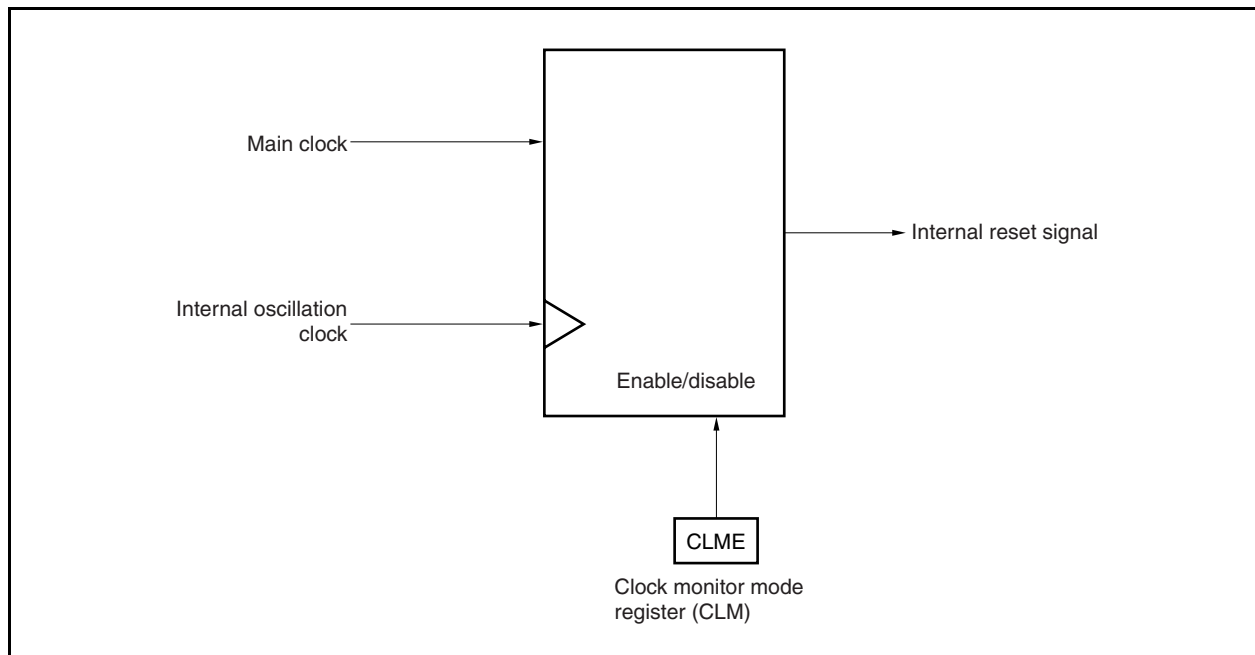 Main clock
Internal reset signal
Internal oscillation
clock
Enable/disable
CLME
Clock monitor mode
register (CLM)